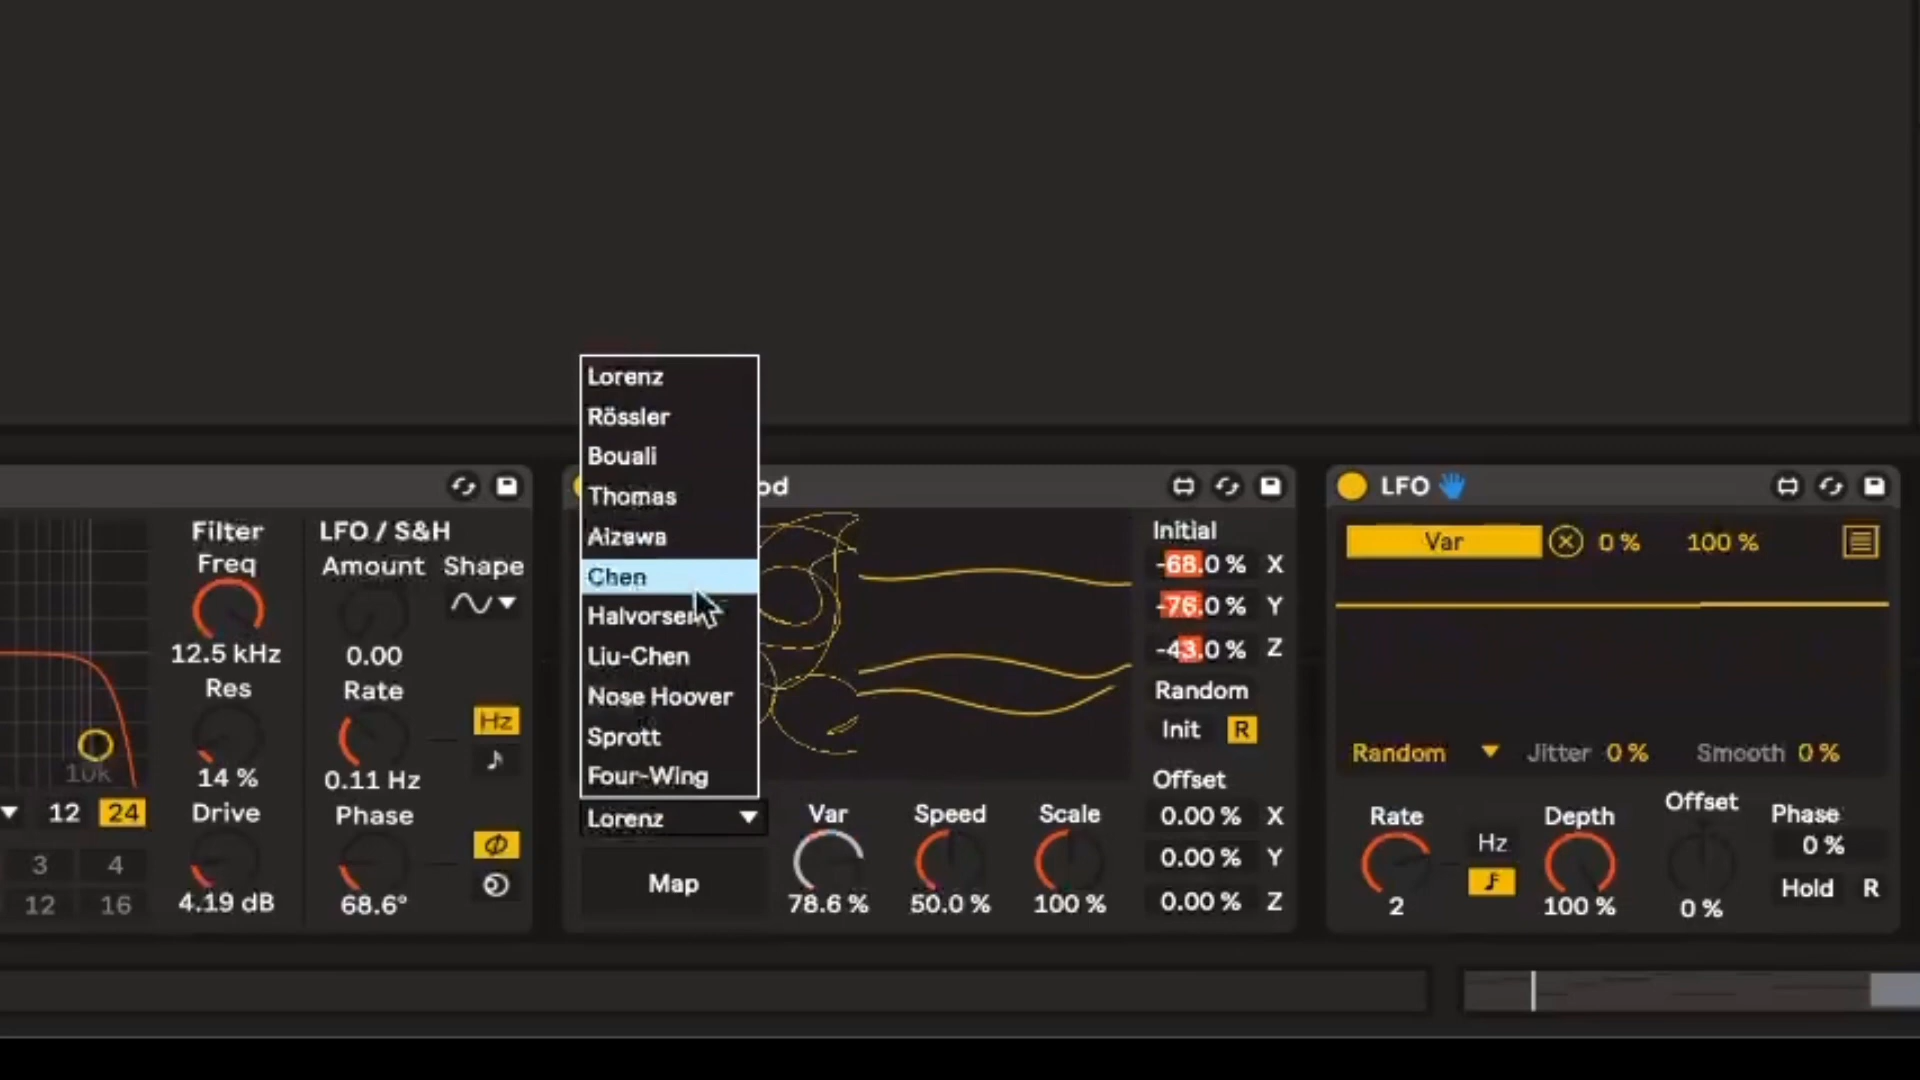 Lorenz
Rössler
Bouali
Thomas
Aizawa
Chen
Halvorsen
Liu-Chen
Nose Hoover
Sprott
Four-Wing
Lorenz
Map
Filter
Freq
12.5 kHz
Res
14 %
Drive
4.19 dB
10k
12 24
3 4
12 16
LFO / S&H
Amount Shape
0.00
Rate
Hz
0.11 Hz
Phase
68.6°
od
Initial
-68.0 % X
-76.0 % Y
-43.0 % Z
Random
Init R
Offset
0.00 % X
0.00 % Y
0.00 % Z
Var Speed Scale
78.6 % 50.0 % 100 %
LFO
Var 0 % 100 %
Random Jitter 0 % Smooth 0 %
Rate Hz Depth Offset Phase
2 100 % 0 % 0 %
Hold R